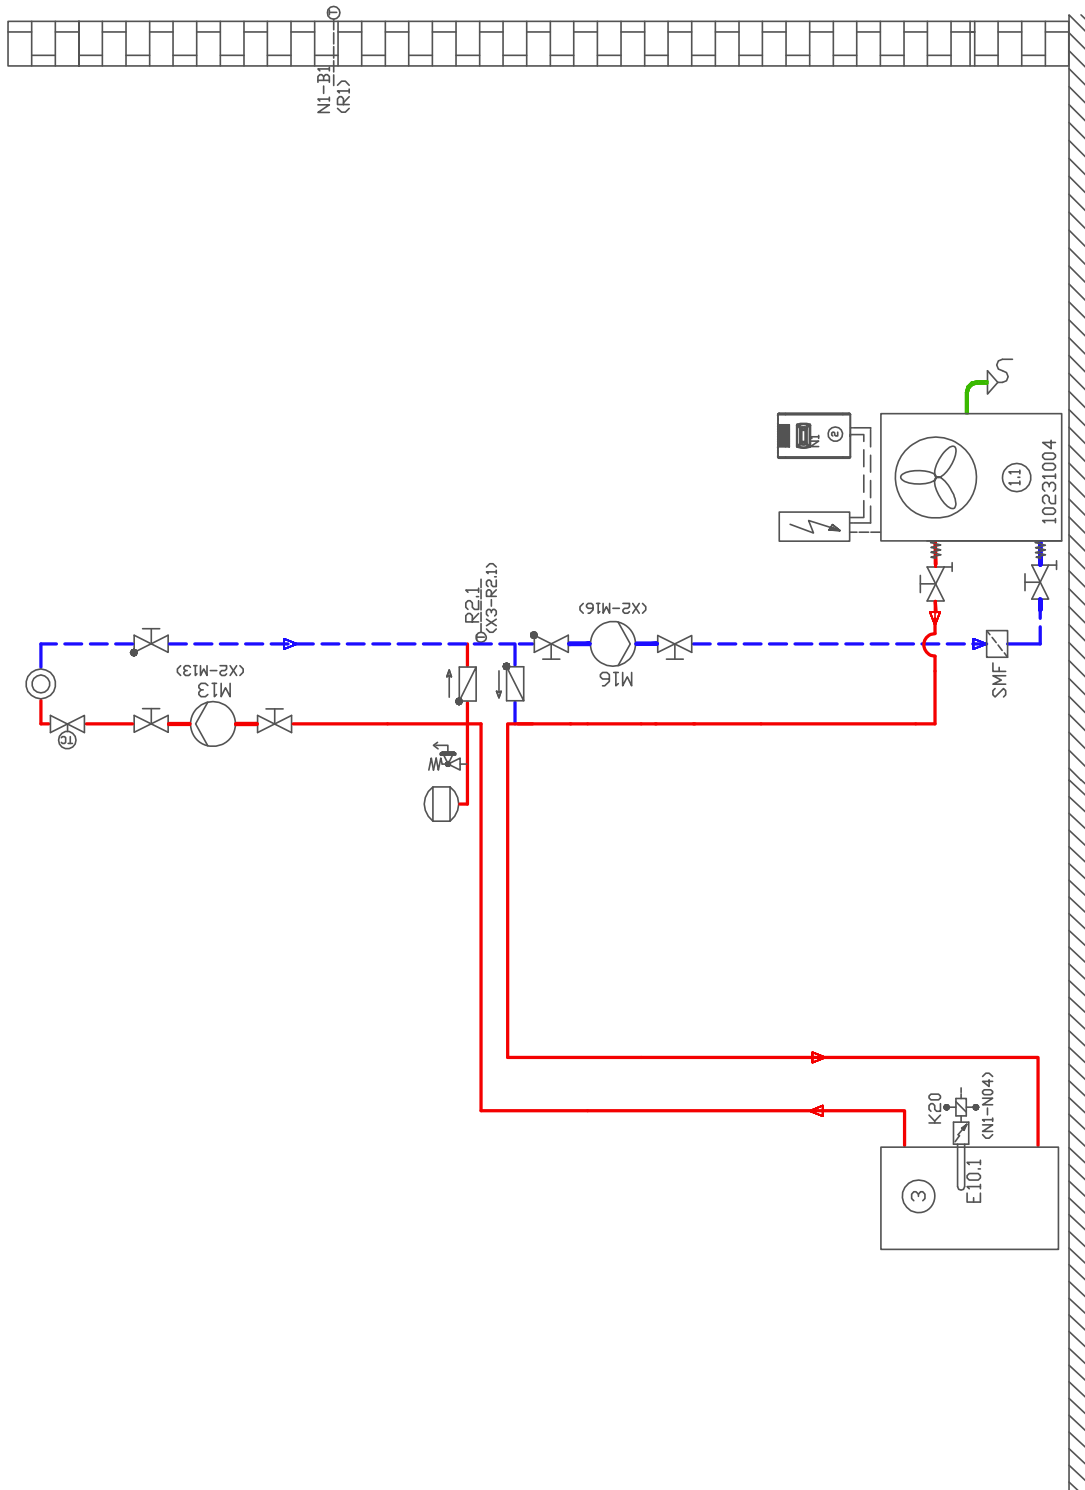 T
N1-B1
(R1)
N1
2
1.1
10231004
R2.1
(X3-R2.1)
(X2-M16)
M16
(X2-M13)
M13
TC
SMF
K20
(N1-N04)
3
E10.1